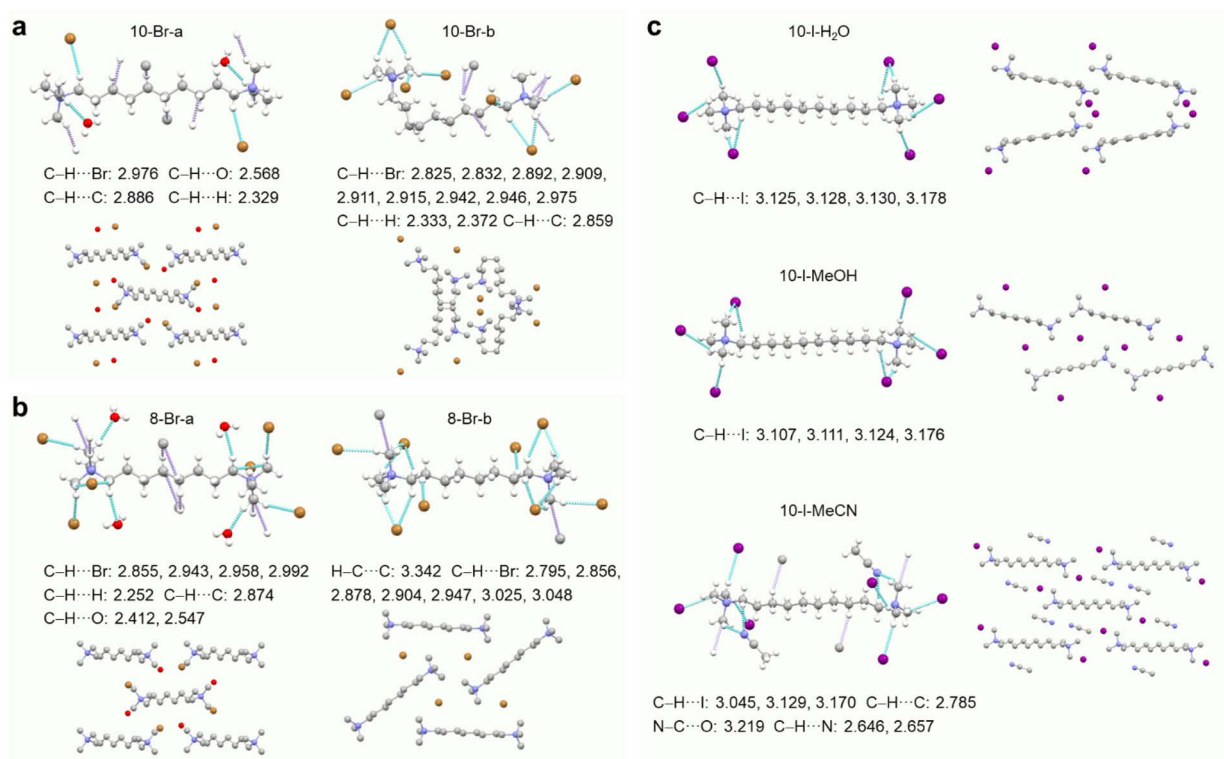 a
10-Br-a
C–H···Br: 2.976 C–H···O: 2.568
C–H···C: 2.886 C–H···H: 2.329
10-Br-b
C–H···Br: 2.825, 2.832, 2.892, 2.909,
2.911, 2.915, 2.942, 2.946, 2.975
C–H···H: 2.333, 2.372 C–H···C: 2.859
b
8-Br-a
C–H···Br: 2.855, 2.943, 2.958, 2.992
C–H···H: 2.252 C–H···C: 2.874
C–H···O: 2.412, 2.547
8-Br-b
H–C···C: 3.342 C–H···Br: 2.795, 2.856,
2.878, 2.904, 2.947, 3.025, 3.048
c
10-I-H₂O
C–H···I: 3.125, 3.128, 3.130, 3.178
10-I-MeOH
C–H···I: 3.107, 3.111, 3.124, 3.176
10-I-MeCN
C–H···I: 3.045, 3.129, 3.170 C–H···C: 2.785
N–C···O: 3.219 C–H···N: 2.646, 2.657